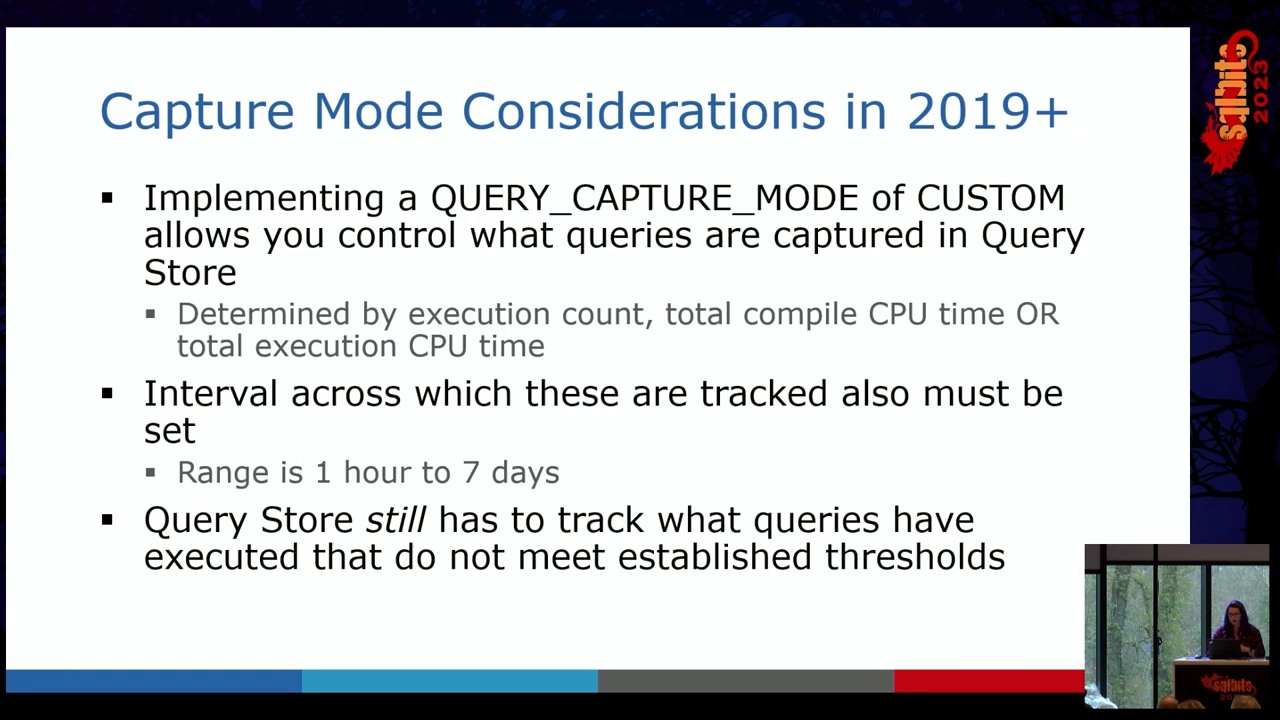 Capture Mode Considerations in 2019+
▪ Implementing a QUERY_CAPTURE_MODE of CUSTOM
allows you control what queries are captured in Query
Store
▪ Determined by execution count, total compile CPU time OR
total execution CPU time
▪ Interval across which these are tracked also must be
set
▪ Range is 1 hour to 7 days
▪ Query Store still has to track what queries have
executed that do not meet established thresholds
sqlbits
2023
sqlbits